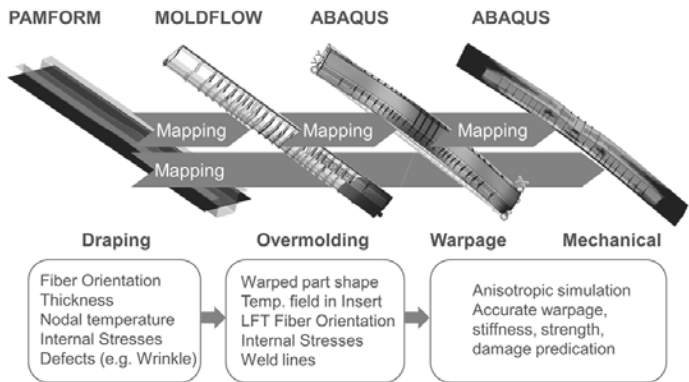 PAMFORM MOLDFLOW ABAQUS ABAQUS
Mapping Mapping Mapping
Mapping
Draping Overmolding Warpage Mechanical
Fiber Orientation
Thickness
Nodal temperature
Internal Stresses
Defects (e.g. Wrinkle)
Warped part shape
Temp. field in Insert
LFT Fiber Orientation
Internal Stresses
Weld lines
Anisotropic simulation
Accurate warpage,
stiffness, strength,
damage predication